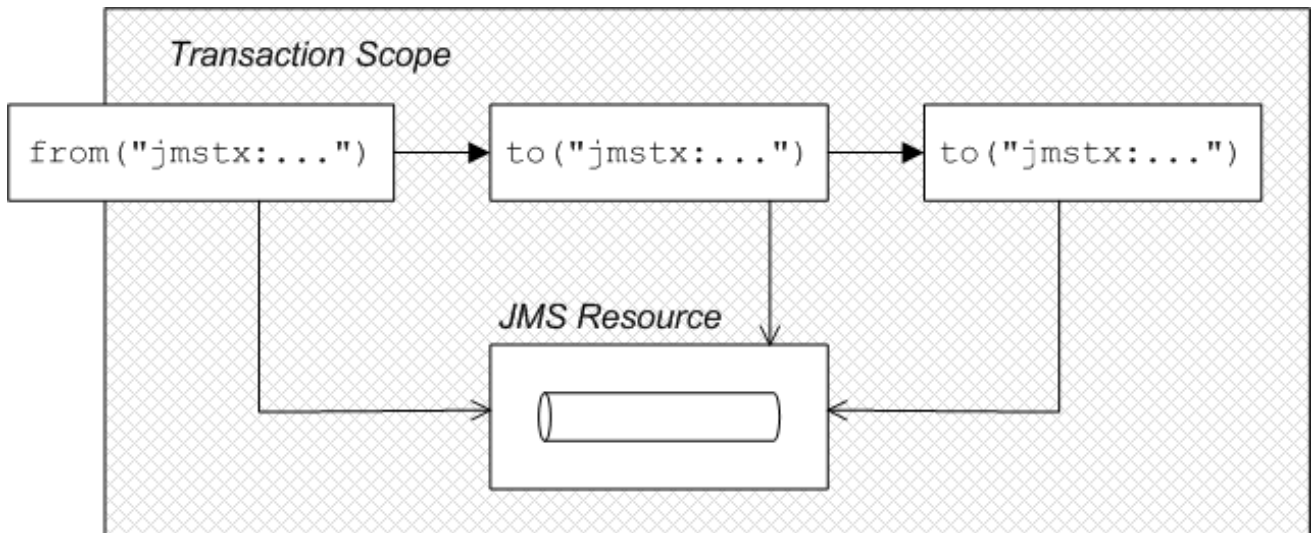 Transaction Scope
from("jmstx:...")
to("jmstx:...")
to("jmstx:...")
JMS Resource